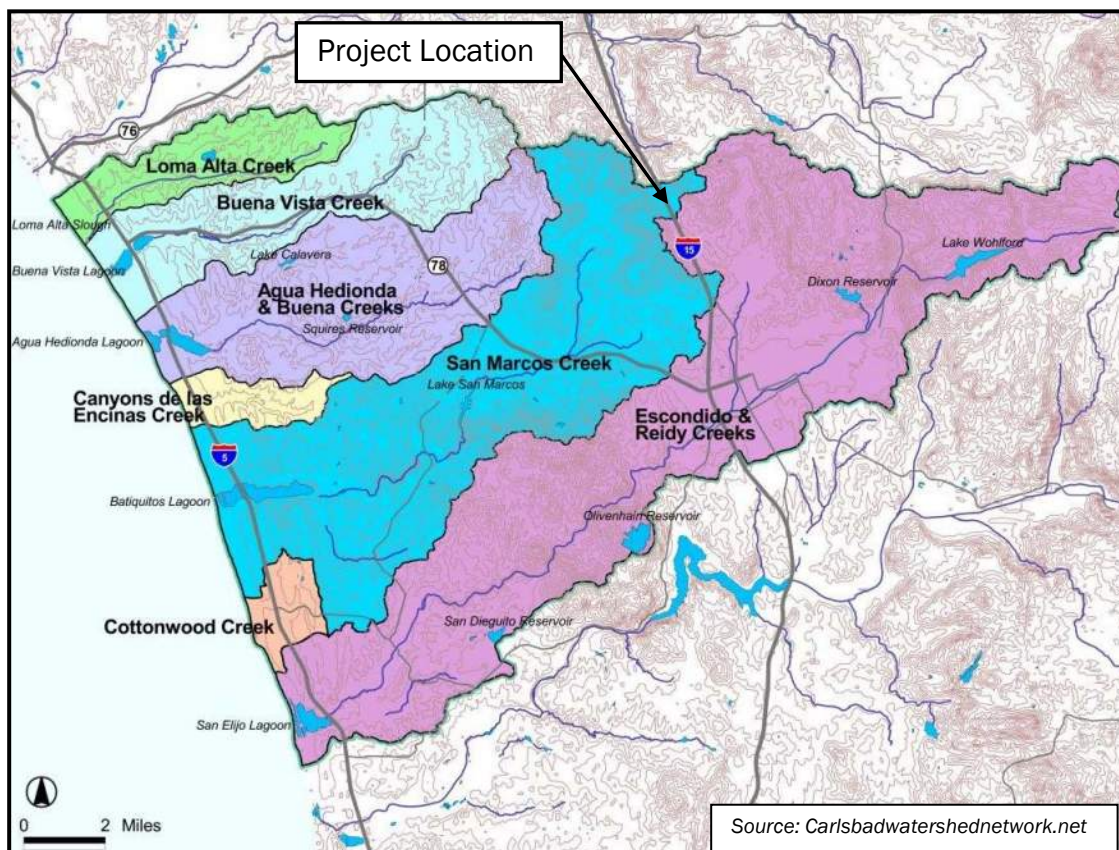 Project Location
76
Loma Alta Creek
Buena Vista Creek
Loma Alta Slough
Buena Vista Lagoon
Lake Calavera
78
15
Lake Wohlford
Dixon Reservoir
Agua Hedionda
& Buena Creeks
Squires Reservoir
Agua Hedionda Lagoon
San Marcos Creek
Lake San Marcos
Canyons de las
Encinas Creek
Escondido &
Reidy Creeks
5
Batiquitos Lagoon
Olivenhain Reservoir
Cottonwood Creek
San Dieguito Reservoir
San Elijo Lagoon
0 2 Miles
Source: Carlsbadwatershednetwork.net